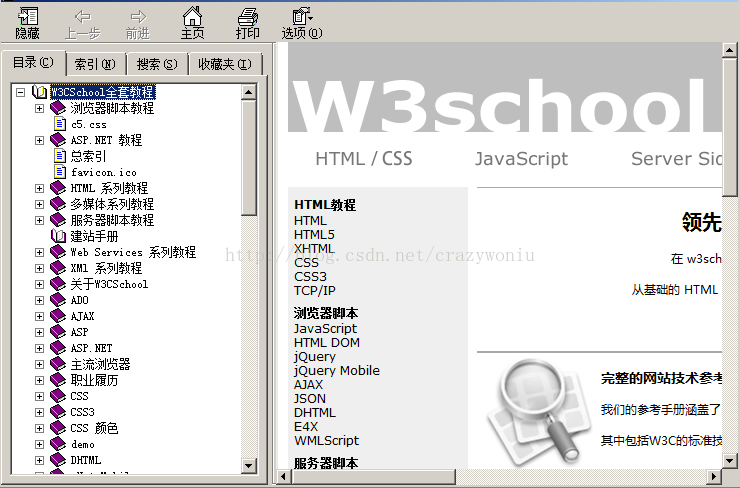 隐藏 上一步 前进 主页 打印 选项(O)
目录(C) 索引(N) 搜索(S) 收藏夹(I)
W3CSchool全套教程
浏览器脚本教程
c5.css
ASP.NET 教程
总索引
favicon.ico
HTML 系列教程
多媒体系列教程
服务器脚本教程
建站手册
Web Services 系列教程
XMl 系列教程
关于W3CSchool
ADO
AJAX
ASP
ASP.NET
主流浏览器
职业履历
CSS
CSS3
CSS 颜色
demo
DHTML
W3school
HTML / CSS JavaScript Server Sid
HTML教程
HTML
HTML5
XHTML
CSS
CSS3
TCP/IP
浏览器脚本
JavaScript
HTML DOM
jQuery
jQuery Mobile
AJAX
JSON
DHTML
E4X
WMLScript
服务器脚本
领先
在 w3sch
从基础的 HTML
完整的网站技术参考
我们的参考手册涵盖了
其中包括W3C的标准技
http://blog.csdn.net/crazywoniu